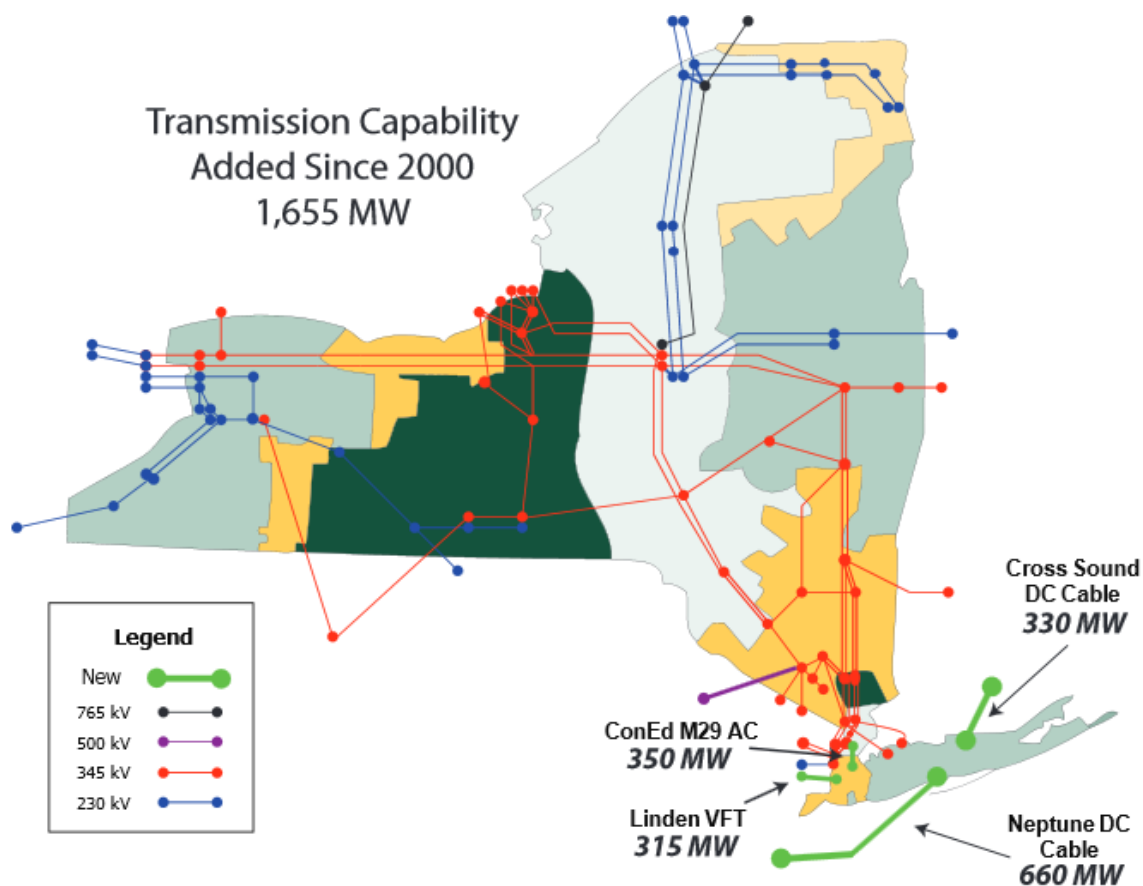 Transmission Capability
Added Since 2000
1,655 MW
Cross Sound
DC Cable
330 MW
Legend
New
765 kV
500 kV
345 kV
230 kV
ConEd M29 AC
350 MW
Linden VFT
315 MW
Neptune DC
Cable
660 MW